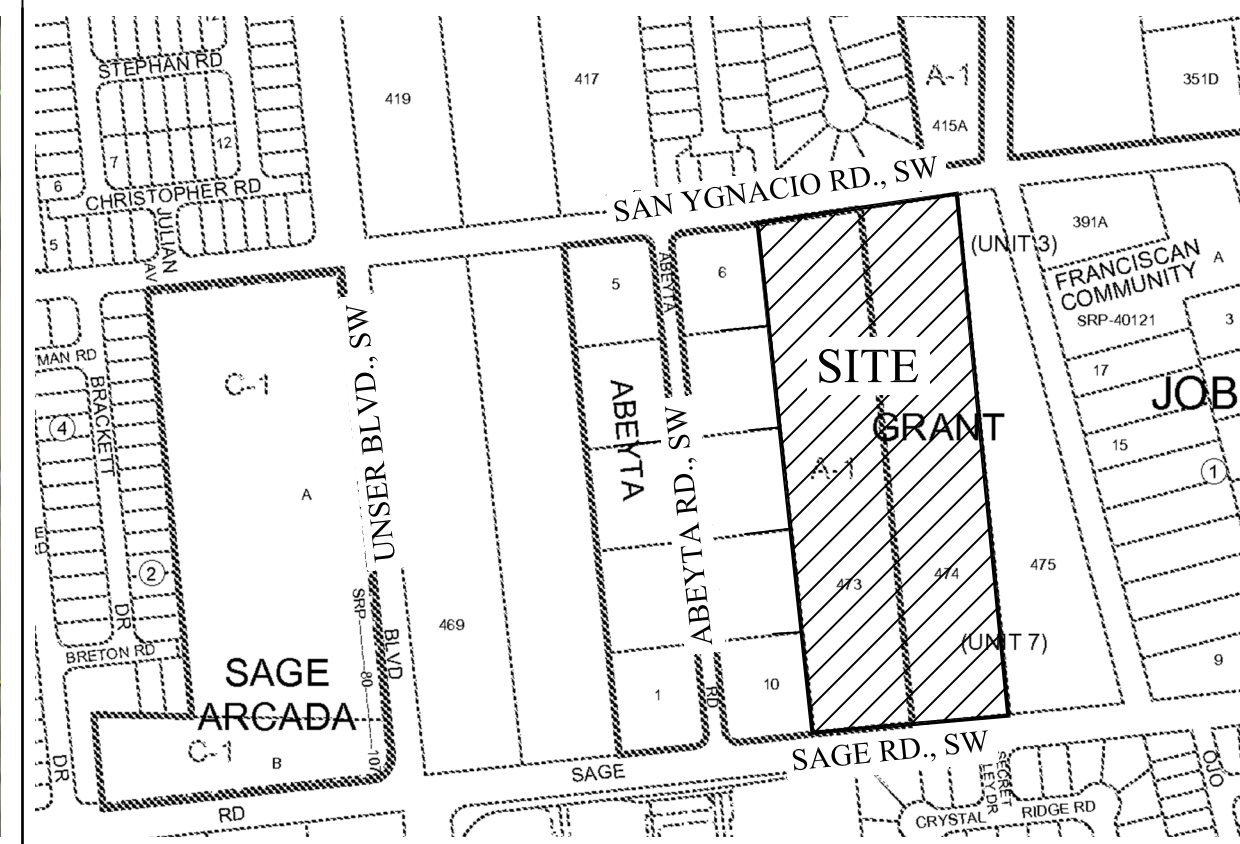 12
STEPHAN RD
419
417
A-1
415A
351D
7
12
6
CHRISTOPHER RD
5
JULIAN
AV
SAN YGNACIO RD., SW
391A
(UNIT 3)
FRANCISCAN
COMMUNITY
A
SRP-40121
3
5
ABEYTA
6
MAN RD
BRACKETT
DR
4
C-1
A
UNSER BLVD., SW
ABEYTA
ABEYTA RD., SW
SITE
GRANT
A-1
17
JOB
15
1
2
473
474
475
SRP
80
107
BLVD
469
(UNIT 7)
BRETON RD
9
SAGE
ARCADA
1
RD
10
C-1
B
DR
SAGE
SAGE RD., SW
RD
SECRET
LEY DR
OJO
CRYSTAL
RIDGE RD